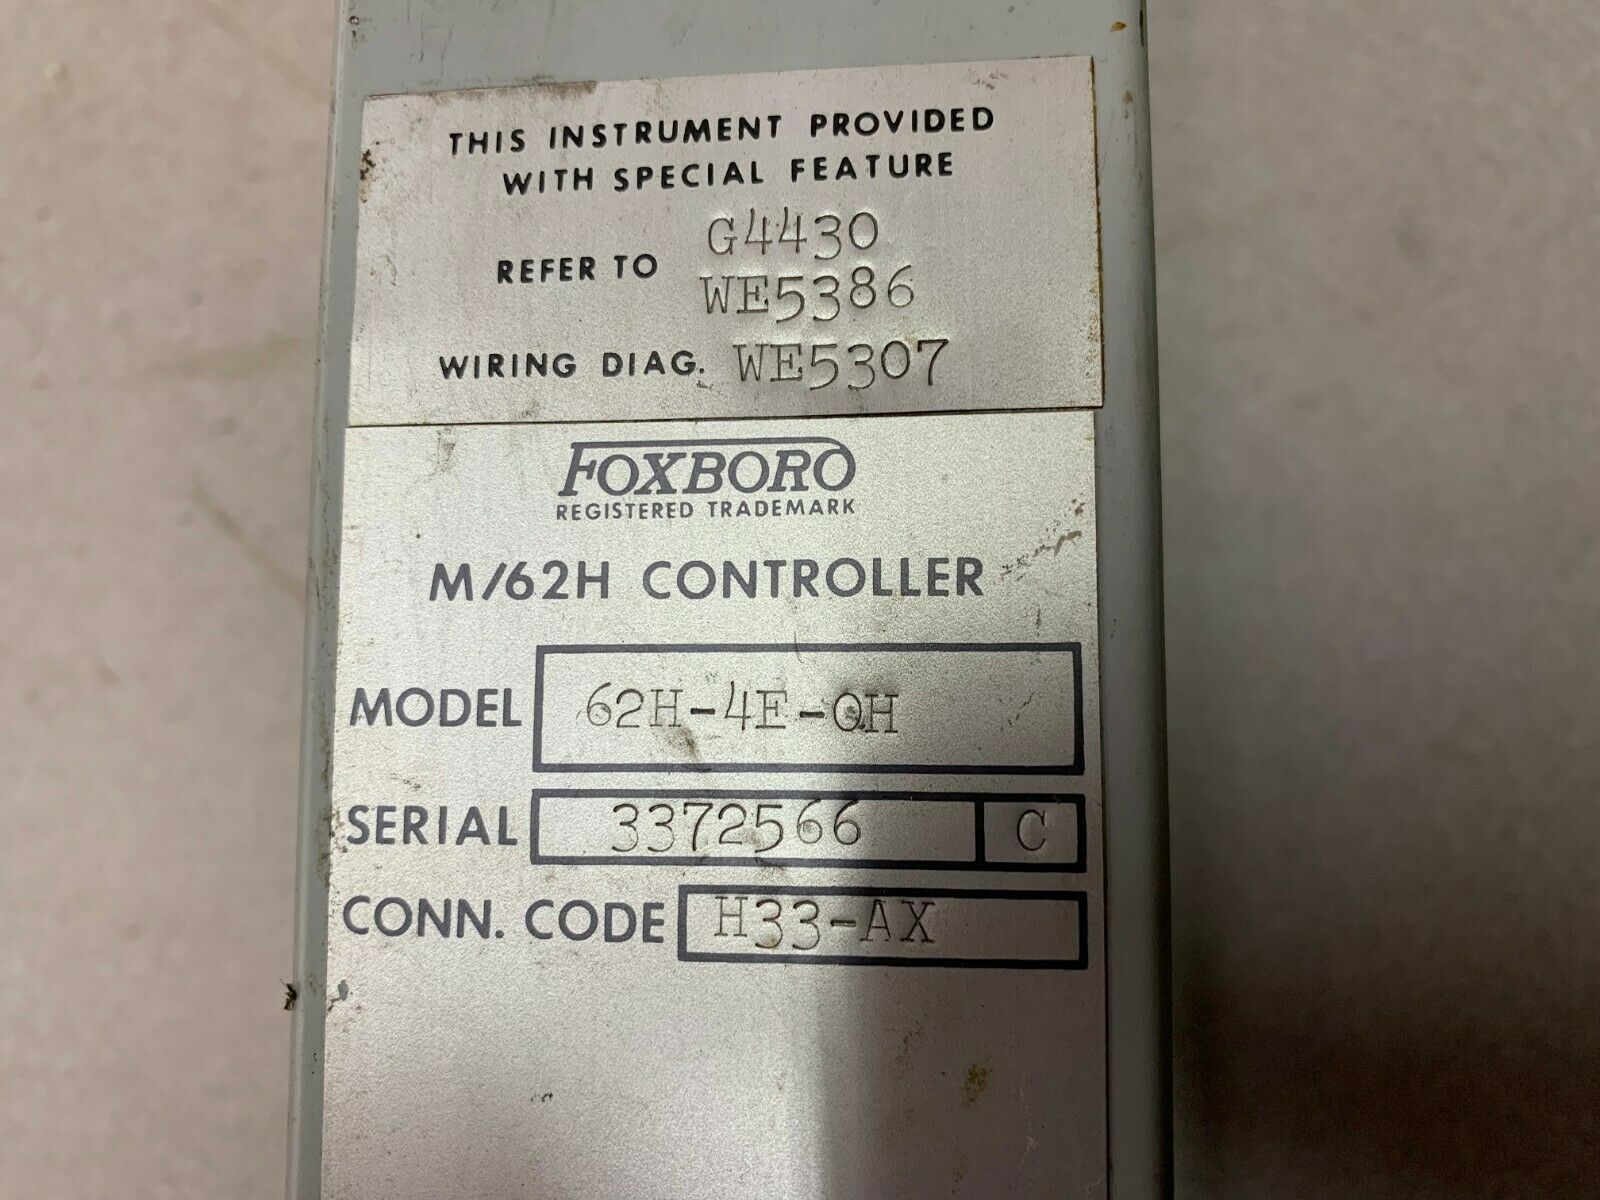 THIS INSTRUMENT PROVIDED
WITH SPECIAL FEATURE
G4430
REFER TO
WE5386
WIRING DIAG. WE5307
FOXBORO
REGISTERED TRADEMARK
M/62H CONTROLLER
MODEL 62H-4E-OH
SERIAL 3372566 C
CONN. CODE H33-AX